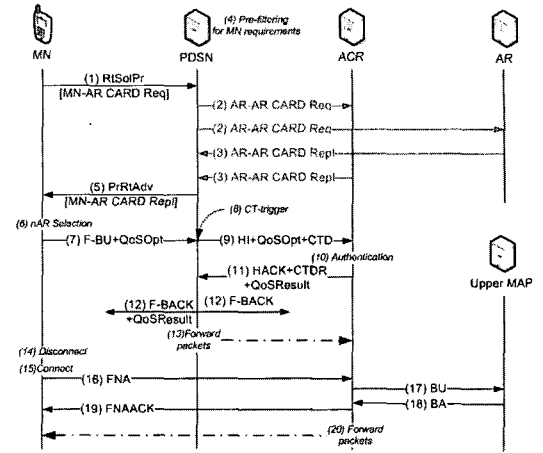 (4) Pre-filtering
for MN requirements
MN
PDSN
ACR
AR
(1) RtSolPr
[MN-AR CARD Req]
(2) AR-AR CARD Req
(2) AR-AR CARD Req
(3) AR-AR CARD Repl
(3) AR-AR CARD Repl
(5) PrRtAdv
[MN-AR CARD Repl]
(6) nAR Selection
(8) CT-trigger
(7) F-BU+QoSOpt
(9) HI+QoSOpt+CTD
(10) Authentication
(11) HACK+CTDR
+QoSResult
Upper MAP
(12) F-BACK
+QoSResult
(12) F-BACK
(13)Forward
packets
(14) Disconnect
(15)Connect
(16) FNA
(17) BU
(18) BA
(19) FNAACK
(20) Forward
packets